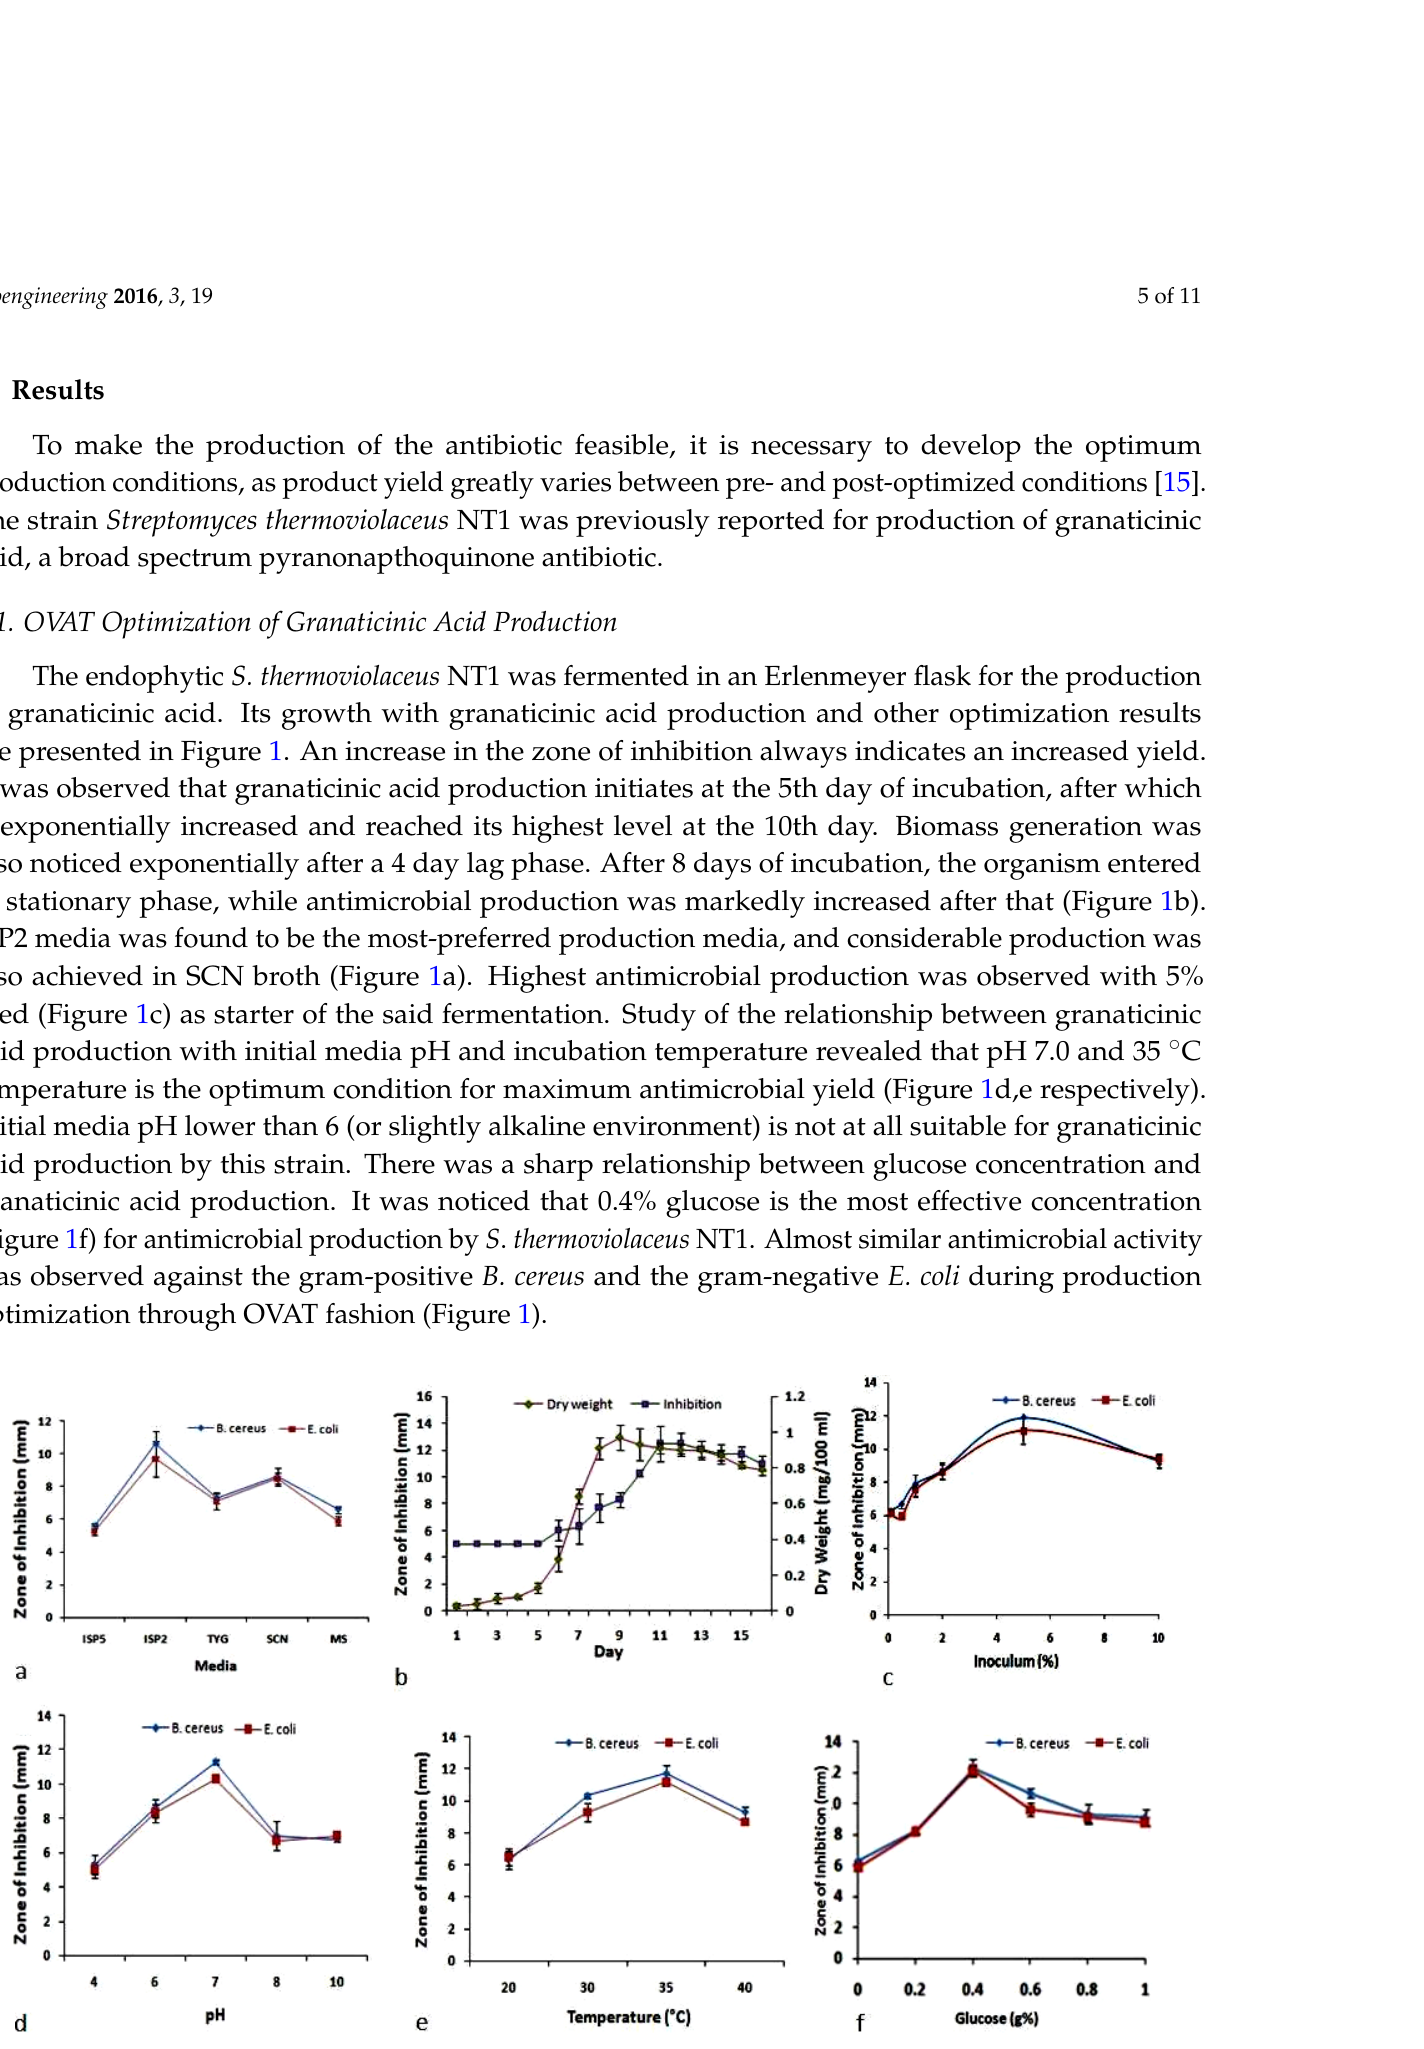 oengineering 2016, 3, 19
5 of 11
Results
To make the production of the antibiotic feasible, it is necessary to develop the optimum
oduction conditions, as product yield greatly varies between pre- and post-optimized conditions [15].
ne strain Streptomyces thermoviolaceus NT1 was previously reported for production of granaticinic
id, a broad spectrum pyranonapthoquinone antibiotic.
1. OVAT Optimization of Granaticinic Acid Production
The endophytic S. thermoviolaceus NT1 was fermented in an Erlenmeyer flask for the production
granaticinic acid. Its growth with granaticinic acid production and other optimization results
e presented in Figure 1. An increase in the zone of inhibition always indicates an increased yield.
was observed that granaticinic acid production initiates at the 5th day of incubation, after which
exponentially increased and reached its highest level at the 10th day. Biomass generation was
so noticed exponentially after a 4 day lag phase. After 8 days of incubation, the organism entered
stationary phase, while antimicrobial production was markedly increased after that (Figure 1b).
P2 media was found to be the most-preferred production media, and considerable production was
so achieved in SCN broth (Figure 1a). Highest antimicrobial production was observed with 5%
ed (Figure 1c) as starter of the said fermentation. Study of the relationship between granaticinic
id production with initial media pH and incubation temperature revealed that pH 7.0 and 35 °C
mperature is the optimum condition for maximum antimicrobial yield (Figure 1d,e respectively).
itial media pH lower than 6 (or slightly alkaline environment) is not at all suitable for granaticinic
id production by this strain. There was a sharp relationship between glucose concentration and
ranaticinic acid production. It was noticed that 0.4% glucose is the most effective concentration
igure 1f) for antimicrobial production by S. thermoviolaceus NT1. Almost similar antimicrobial activity
as observed against the gram-positive B. cereus and the gram-negative E. coli during production
ptimization through OVAT fashion (Figure 1).
Zone of Inhibition (mm)
12
10
8
6
4
2
0
B. cereus E. coli
ISP5 ISP2 TYG SCN MS
Media
a
Zone of Inhibition (mm)
16
14
12
10
8
6
4
2
0
Dry weight Inhibition
1.2
1
0.8
0.6
0.4
0.2
0
Dry Weight (mg/100 ml)
1 3 5 7 9 11 13 15
Day
b
Zone of Inhibition(mm)
14
12
10
8
6
4
2
0
B. cereus E. coli
0 2 4 6 8 10
Inoculum (%)
c
Zone of Inhibition (mm)
14
12
10
8
6
4
2
0
B. cereus E. coli
4 6 7 8 10
pH
d
Zone of Inhibition (mm)
14
12
10
8
6
4
2
0
B. cereus E. coli
20 30 35 40
Temperature (°C)
e
Zone of Inhibition (mm)
14
2
0
8
6
4
2
0
B. cereus E. coli
0 0.2 0.4 0.6 0.8 1
Glucose (g%)
f